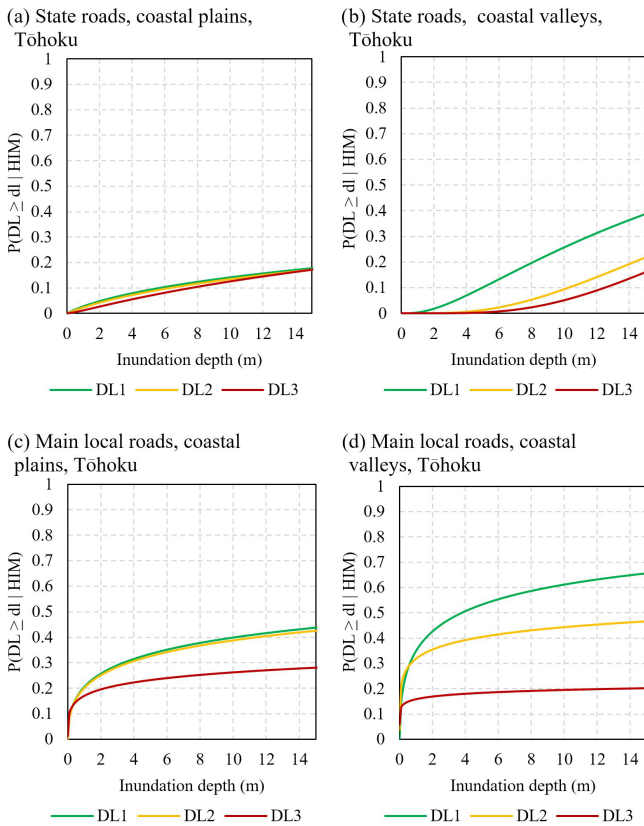 (a) State roads, coastal plains,
Tōhoku
1
0.9
0.8
0.7
0.6
0.5
0.4
0.3
0.2
0.1
0
P(DL ≥ dl | HIM)
0 2 4 6 8 10 12 14
Inundation depth (m)
DL1 DL2 DL3
(b) State roads, coastal valleys,
Tōhoku
1
0.9
0.8
0.7
0.6
0.5
0.4
0.3
0.2
0.1
0
P(DL ≥ dl | HIM)
0 2 4 6 8 10 12 14
Inundation depth (m)
DL1 DL2 DL3
(c) Main local roads, coastal
plains, Tōhoku
1
0.9
0.8
0.7
0.6
0.5
0.4
0.3
0.2
0.1
0
P(DL ≥ dl | HIM)
0 2 4 6 8 10 12 14
Inundation depth (m)
DL1 DL2 DL3
(d) Main local roads, coastal
valleys, Tōhoku
1
0.9
0.8
0.7
0.6
0.5
0.4
0.3
0.2
0.1
0
P(DL ≥ dl | HIM)
0 2 4 6 8 10 12 14
Inundation depth (m)
DL1 DL2 DL3